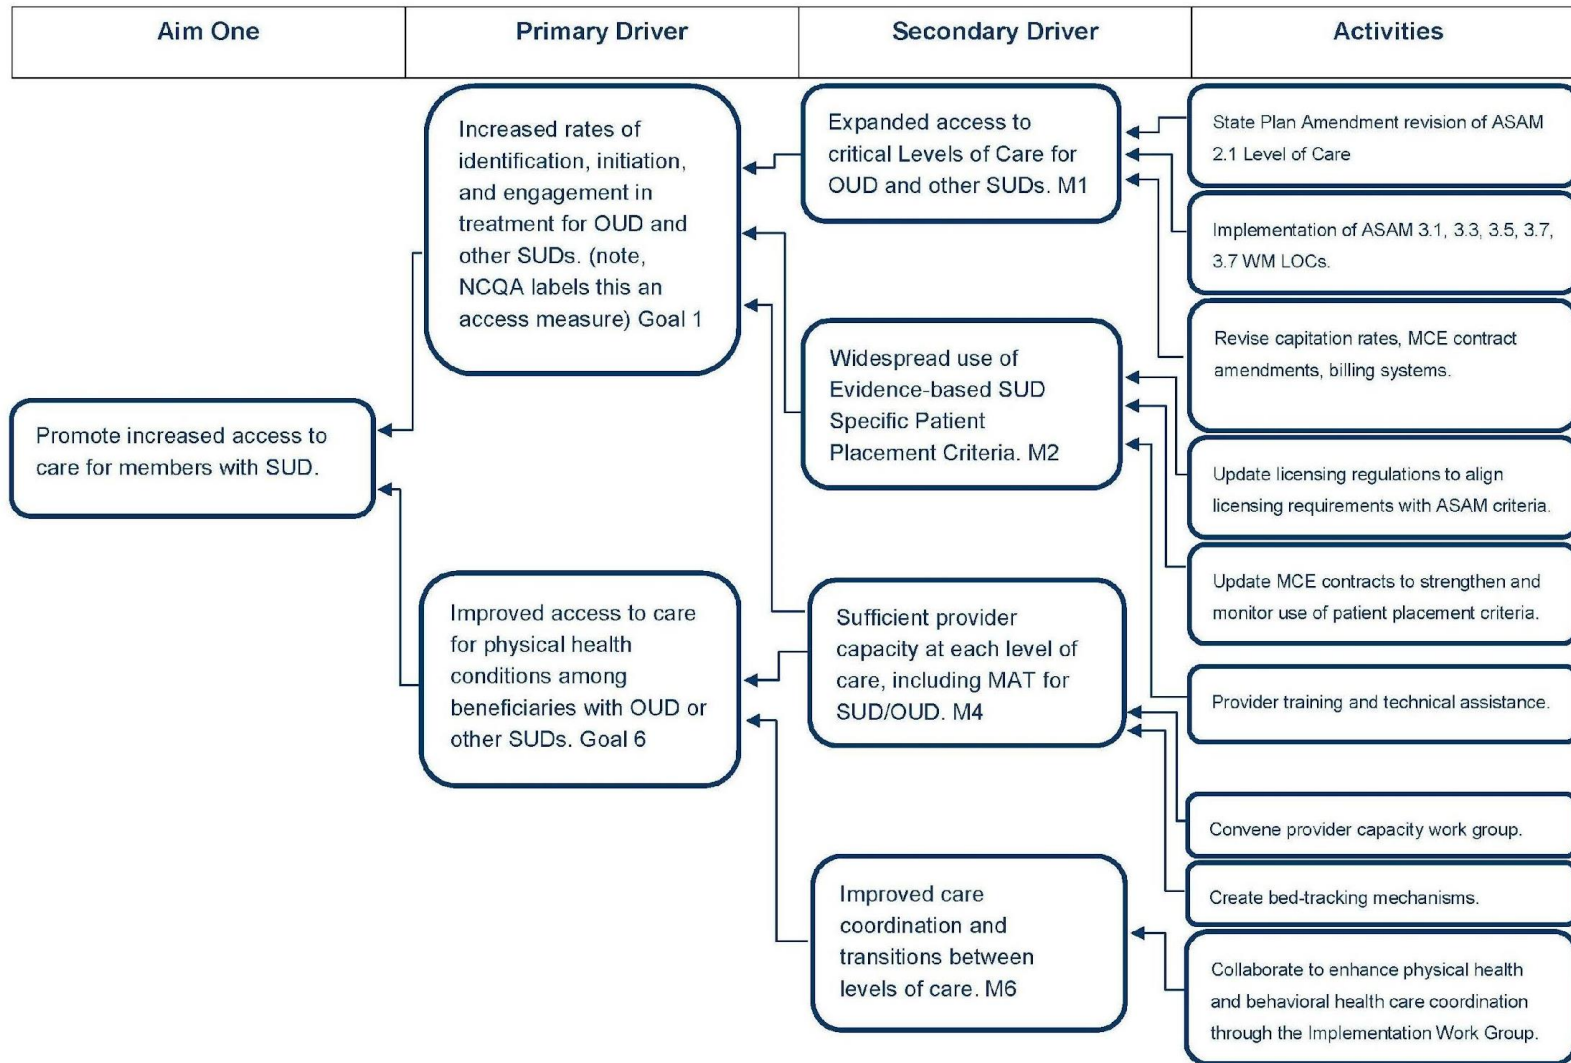 Aim One
Primary Driver
Secondary Driver
Activities
Promote increased access to
care for members with SUD.
Increased rates of
identification, initiation,
and engagement in
treatment for OUD and
other SUDs. (note,
NCQA labels this an
access measure) Goal 1
Improved access to care
for physical health
conditions among
beneficiaries with OUD or
other SUDs. Goal 6
Expanded access to
critical Levels of Care for
OUD and other SUDs. M1
Widespread use of
Evidence-based SUD
Specific Patient
Placement Criteria. M2
Sufficient provider
capacity at each level of
care, including MAT for
SUD/OUD. M4
Improved care
coordination and
transitions between
levels of care. M6
State Plan Amendment revision of ASAM
2.1 Level of Care
Implementation of ASAM 3.1, 3.3, 3.5, 3.7,
3.7 WM LOCs.
Revise capitation rates, MCE contract
amendments, billing systems.
Update licensing regulations to align
licensing requirements with ASAM criteria.
Update MCE contracts to strengthen and
monitor use of patient placement criteria.
Provider training and technical assistance.
Convene provider capacity work group.
Create bed-tracking mechanisms.
Collaborate to enhance physical health
and behavioral health care coordination
through the Implementation Work Group.